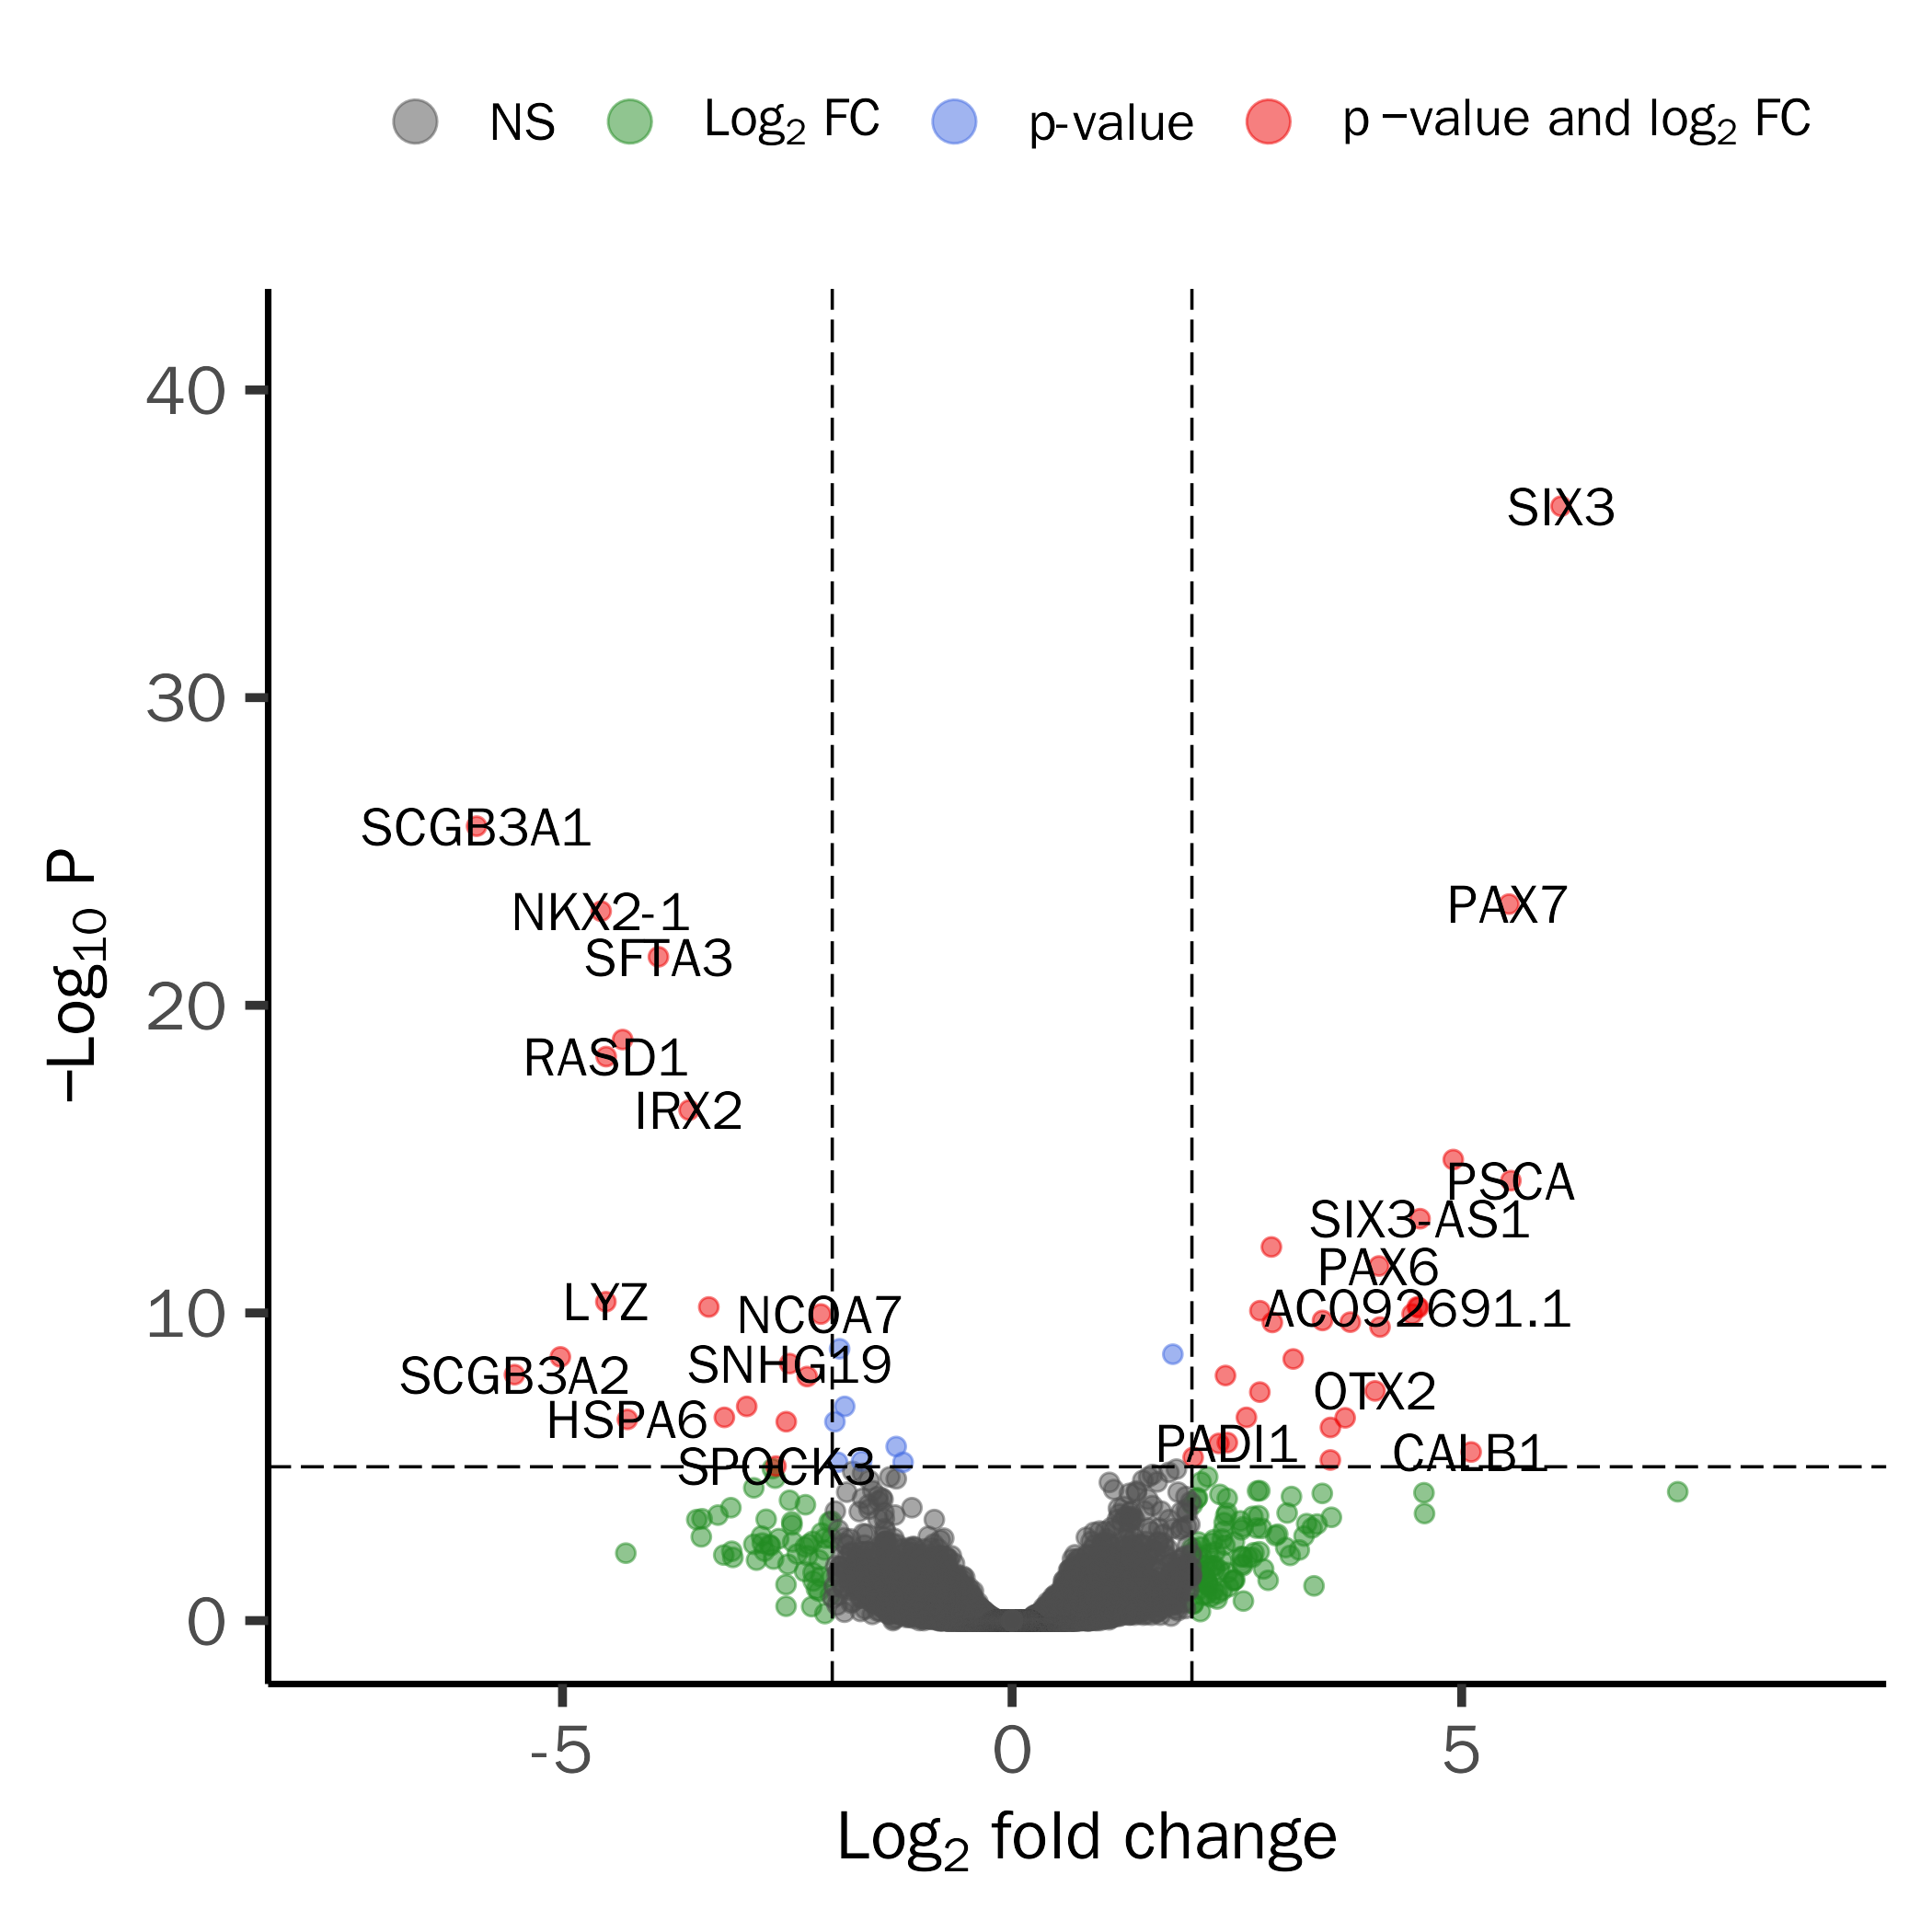 NS Log2 FC p-value p −value and log2 FC
40
30
20
10
0
−Log10 P
SIX3
SCGB3A1
PAX7
NKX2-1
SFTA3
RASD1
IRX2
PSCA
SIX3-AS1
PAX6
LYZ
AC092691.1
NCOA7
SNHG19
SCGB3A2
OTX2
HSPA6
PADI1
CALB1
SPOCK3
-5 0 5
Log2 fold change